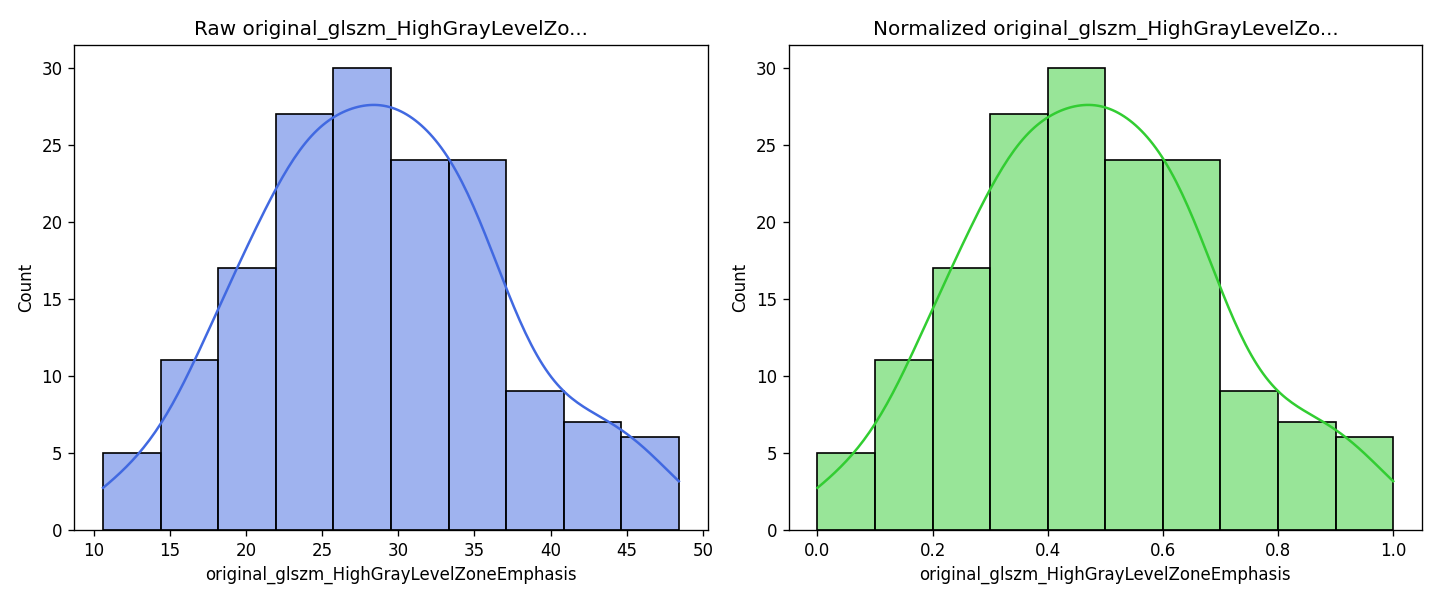 Raw original_glszm_HighGrayLevelZo...
30
25
20
15
10
5
0
Count
10 15 20 25 30 35 40 45 50
original_glszm_HighGrayLevelZoneEmphasis
Normalized original_glszm_HighGrayLevelZo...
30
25
20
15
10
5
0
Count
0.0 0.2 0.4 0.6 0.8 1.0
original_glszm_HighGrayLevelZoneEmphasis